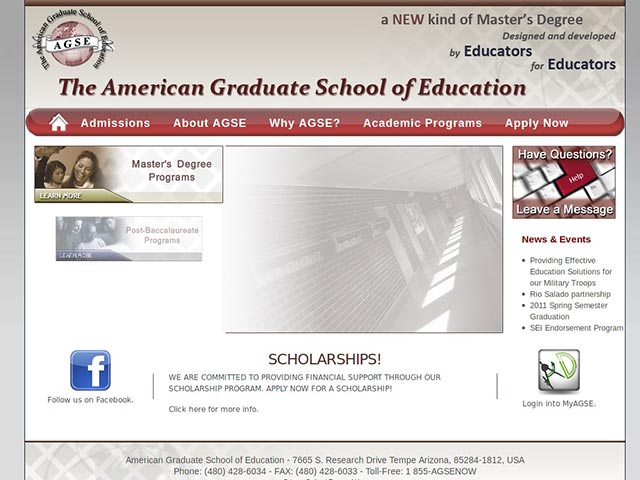 The American Graduate School of Education
AGSE
a NEW kind of Master's Degree
Designed and developed
by Educators
for Educators
The American Graduate School of Education
Admissions
About AGSE
Why AGSE?
Academic Programs
Apply Now
Master's Degree
Programs
LEARN MORE
Post-Baccalaureate
Programs
LEARN MORE
Have Questions?
Help
Leave a Message
News & Events
Providing Effective
Education Solutions for
our Military Troops
Rio Salado partnership
2011 Spring Semester
Graduation
SEI Endorsement Program
Follow us on Facebook.
SCHOLARSHIPS!
WE ARE COMMITTED TO PROVIDING FINANCIAL SUPPORT THROUGH OUR
SCHOLARSHIP PROGRAM. APPLY NOW FOR A SCHOLARSHIP!
Click here for more info.
Login into MyAGSE.
American Graduate School of Education - 7665 S. Research Drive Tempe Arizona, 85284-1812, USA
Phone: (480) 428-6034 - FAX: (480) 428-6033 - Toll-Free: 1 855-AGSENOW